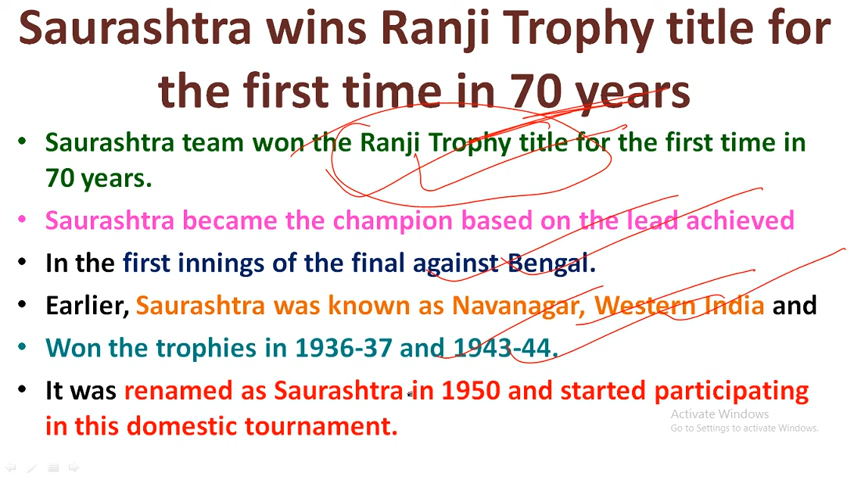 Saurashtra wins Ranji Trophy title for
the first time in 70 years
• Saurashtra team won the Ranji Trophy title for the first time in
70 years.
• Saurashtra became the champion based on the lead achieved
• In the first innings of the final against Bengal.
• Earlier, Saurashtra was known as Navanagar, Western India and
• Won the trophies in 1936-37 and 1943-44.
• It was renamed as Saurashtra in 1950 and started participating
in this domestic tournament.
Activate Windows
Go to Settings to activate Windows.